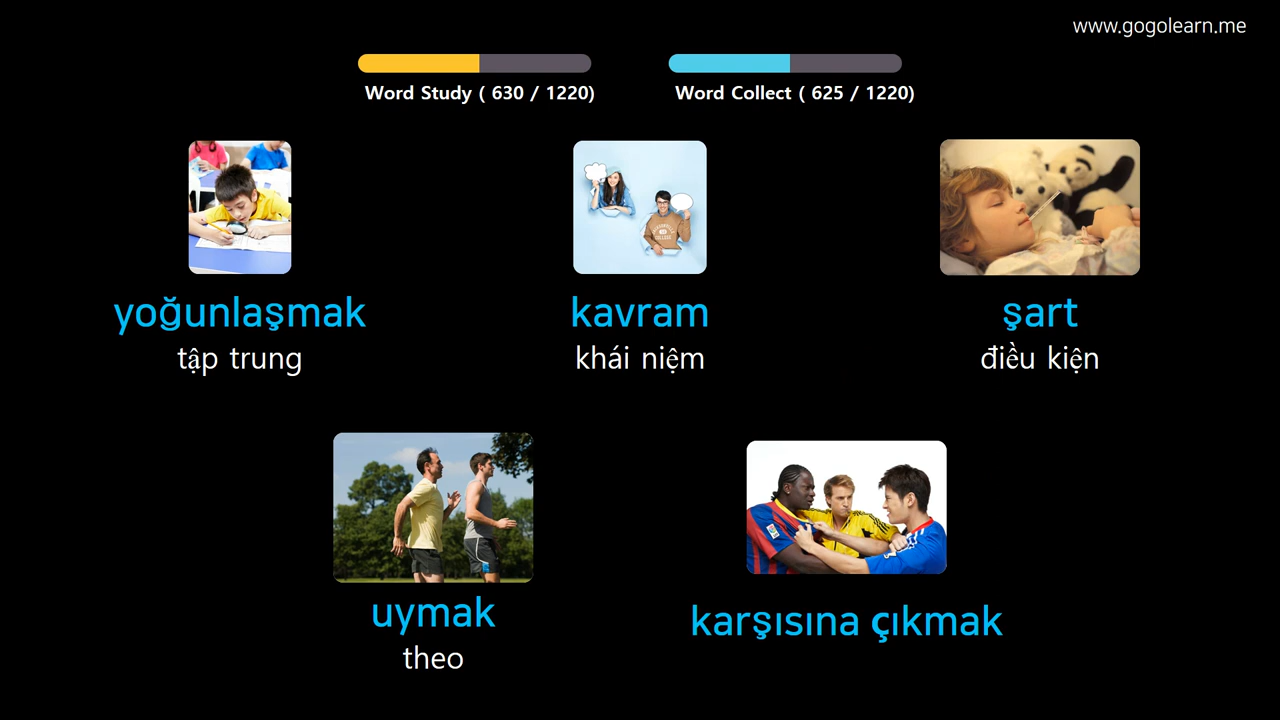 www.gogolearn.me
Word Study ( 630 / 1220)
Word Collect ( 625 / 1220)
yoğunlaşmak
tập trung
kavram
khái niệm
şart
điều kiện
uymak
theo
karşısına çıkmak